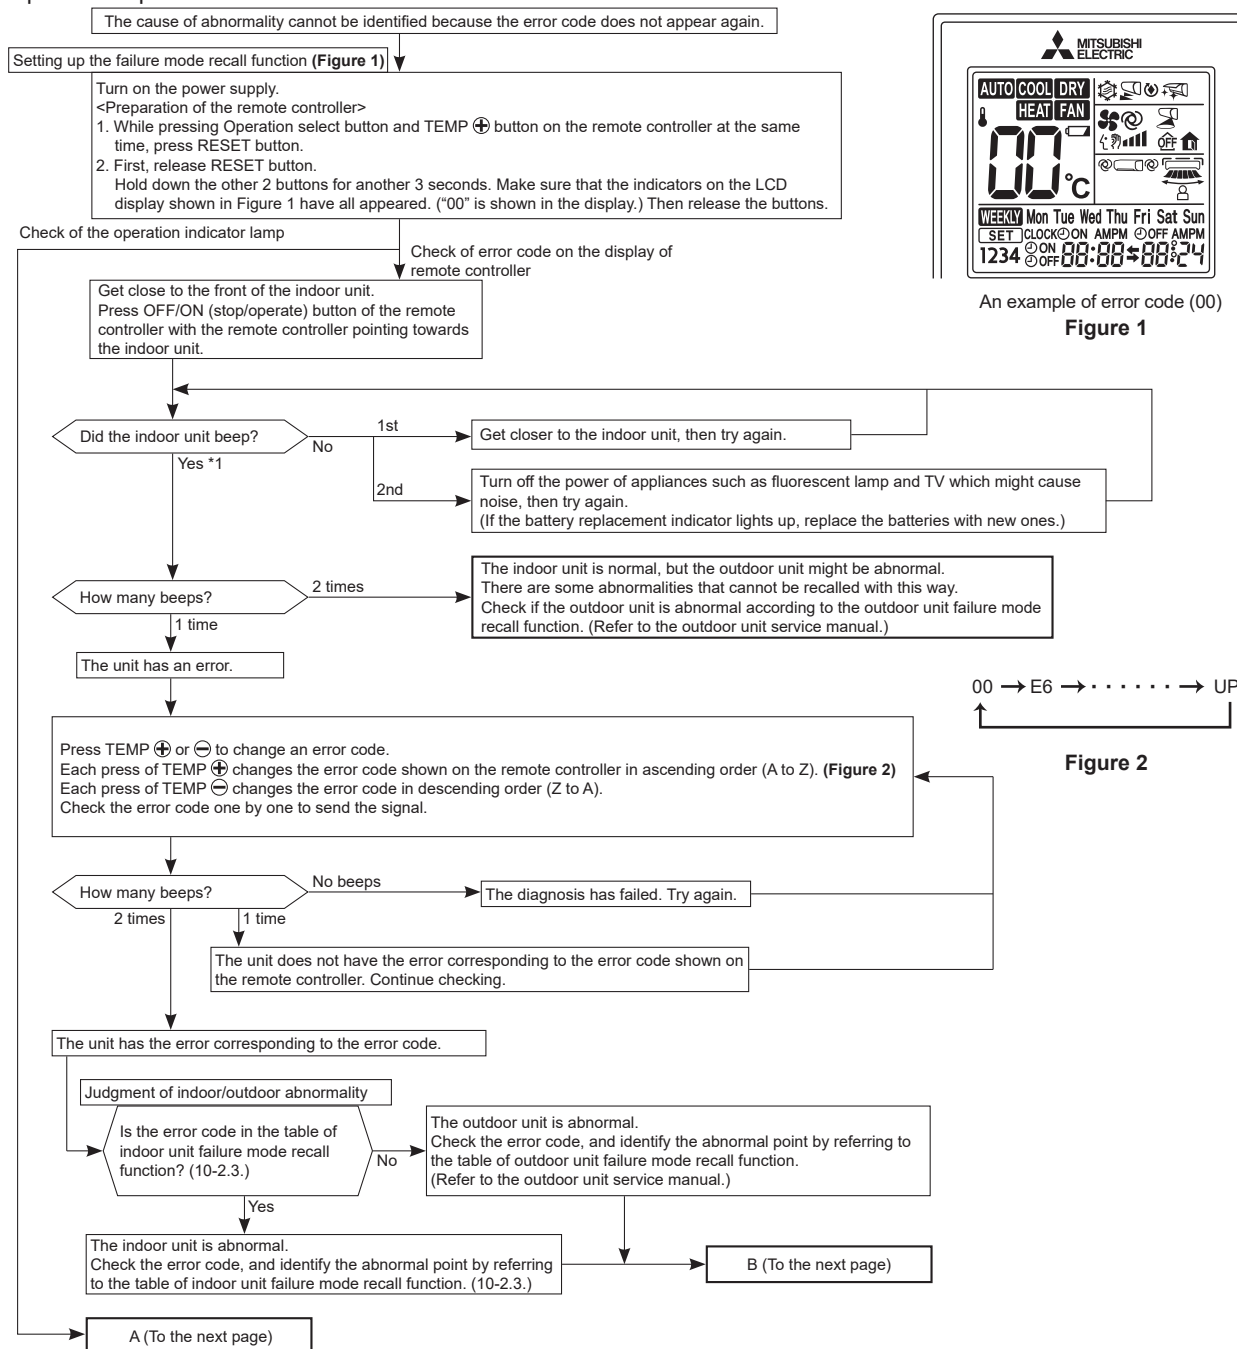 The cause of abnormality cannot be identified because the error code does not appear again.
Setting up the failure mode recall function (Figure 1)
Turn on the power supply.
<Preparation of the remote controller>
1. While pressing Operation select button and TEMP ⊕ button on the remote controller at the same
time, press RESET button.
2. First, release RESET button.
Hold down the other 2 buttons for another 3 seconds. Make sure that the indicators on the LCD
display shown in Figure 1 have all appeared. (“00” is shown in the display.) Then release the buttons.
Check of the operation indicator lamp
Check of error code on the display of
remote controller
Get close to the front of the indoor unit.
Press OFF/ON (stop/operate) button of the remote
controller with the remote controller pointing towards
the indoor unit.
MITSUBISHI
ELECTRIC
AUTO COOL DRY
HEAT FAN
00°C
OFF
WEEKLY Mon Tue Wed Thu Fri Sat Sun
SET CLOCK ON AMPM OFF AMPM
1234 ON
OFF 88:88 88:24
An example of error code (00)
Figure 1
Did the indoor unit beep?
No
1st
Get closer to the indoor unit, then try again.
Yes *1
2nd
Turn off the power of appliances such as fluorescent lamp and TV which might cause
noise, then try again.
(If the battery replacement indicator lights up, replace the batteries with new ones.)
How many beeps?
2 times
The indoor unit is normal, but the outdoor unit might be abnormal.
There are some abnormalities that cannot be recalled with this way.
Check if the outdoor unit is abnormal according to the outdoor unit failure mode
recall function. (Refer to the outdoor unit service manual.)
1 time
The unit has an error.
00 → E6 → · · · · · · → UP
Figure 2
Press TEMP ⊕ or ⊖ to change an error code.
Each press of TEMP ⊕ changes the error code shown on the remote controller in ascending order (A to Z). (Figure 2)
Each press of TEMP ⊖ changes the error code in descending order (Z to A).
Check the error code one by one to send the signal.
How many beeps?
No beeps
The diagnosis has failed. Try again.
2 times
1 time
The unit does not have the error corresponding to the error code shown on
the remote controller. Continue checking.
The unit has the error corresponding to the error code.
Judgment of indoor/outdoor abnormality
Is the error code in the table of
indoor unit failure mode recall
function? (10-2.3.)
No
The outdoor unit is abnormal.
Check the error code, and identify the abnormal point by referring to
the table of outdoor unit failure mode recall function.
(Refer to the outdoor unit service manual.)
Yes
The indoor unit is abnormal.
Check the error code, and identify the abnormal point by referring
to the table of indoor unit failure mode recall function. (10-2.3.)
B (To the next page)
A (To the next page)